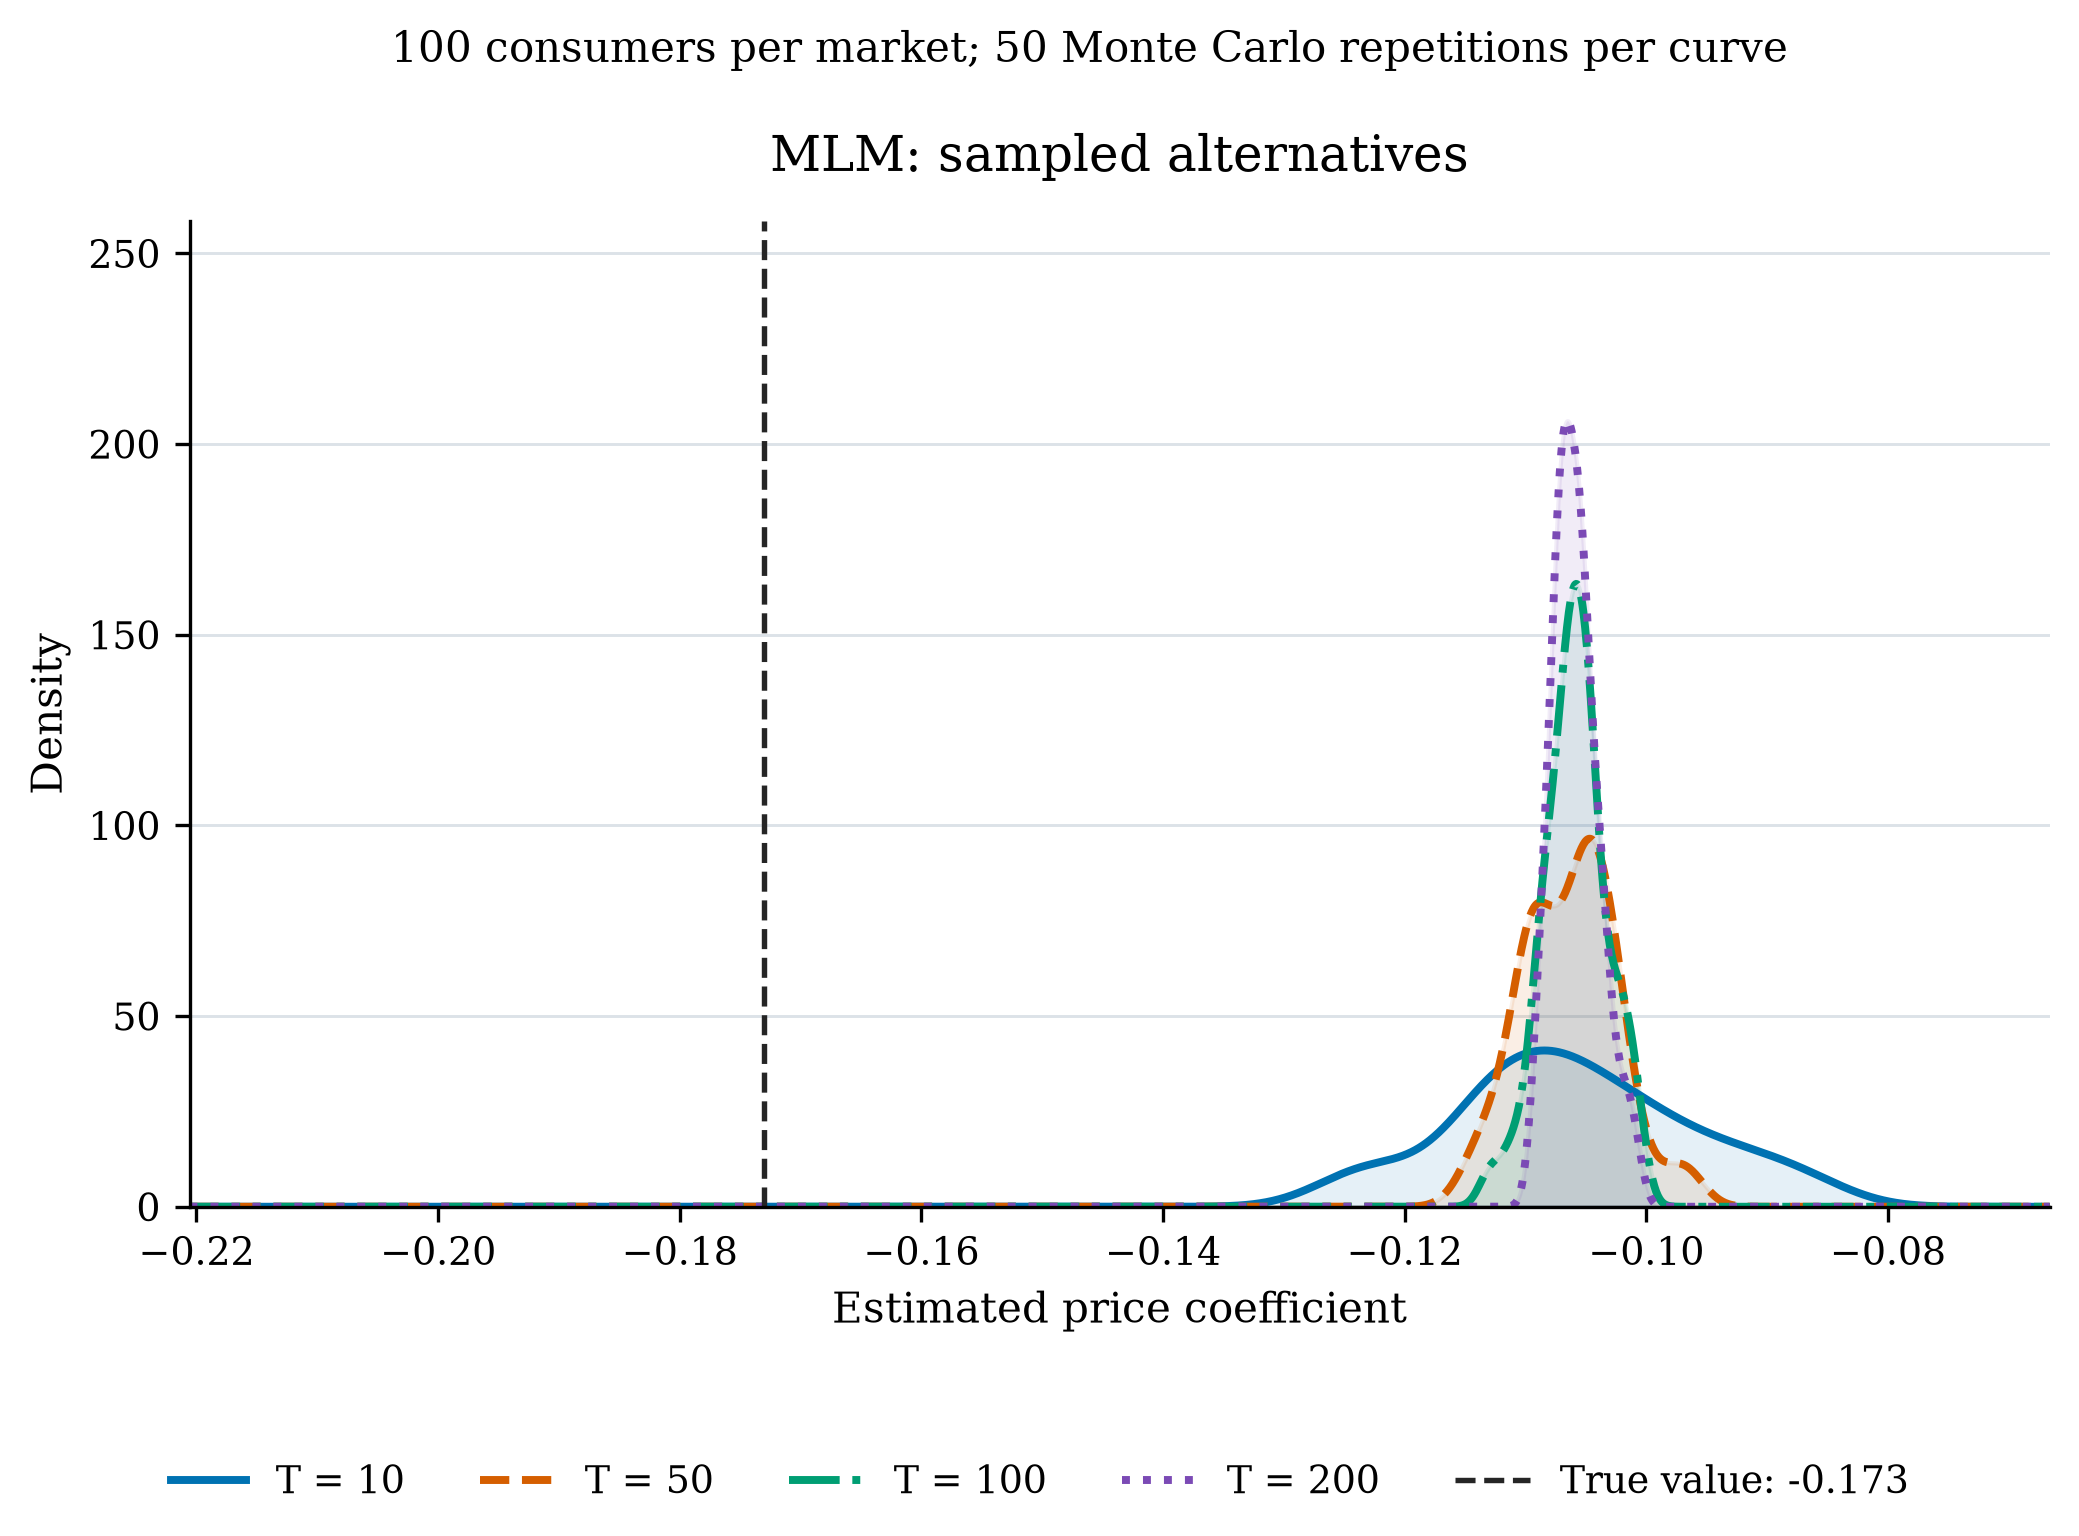 100 consumers per market; 50 Monte Carlo repetitions per curve
MLM: sampled alternatives
250
200
150
100
50
0
Density
−0.22 −0.20 −0.18 −0.16 −0.14 −0.12 −0.10 −0.08
Estimated price coefficient
T = 10 T = 50 T = 100 T = 200 True value: -0.173